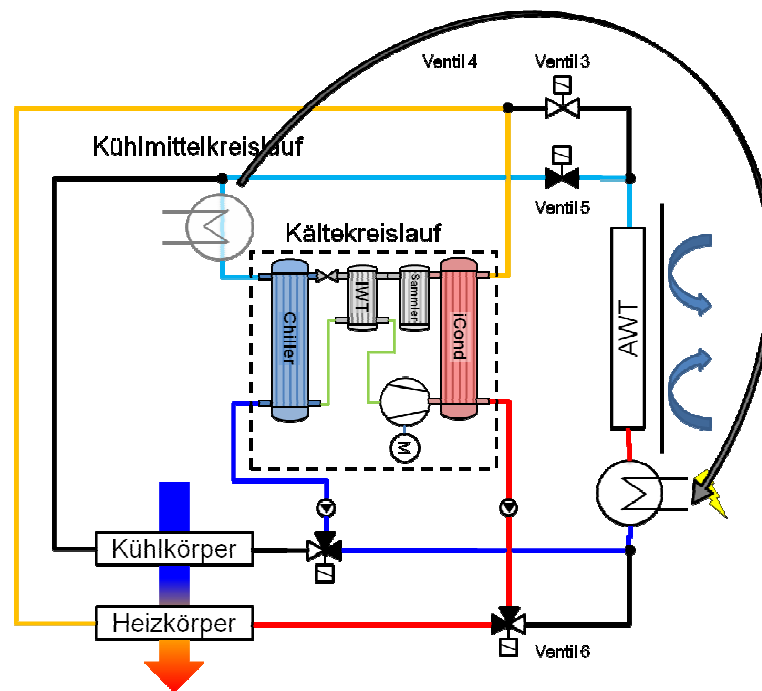 Ventil 4
Ventil 3
Kühlmittelkreislauf
Ventil 5
Kältekreislauf
Chiller
IWT
Sammler
iCond
AWT
M
Kühlkörper
Heizkörper
Ventil 6